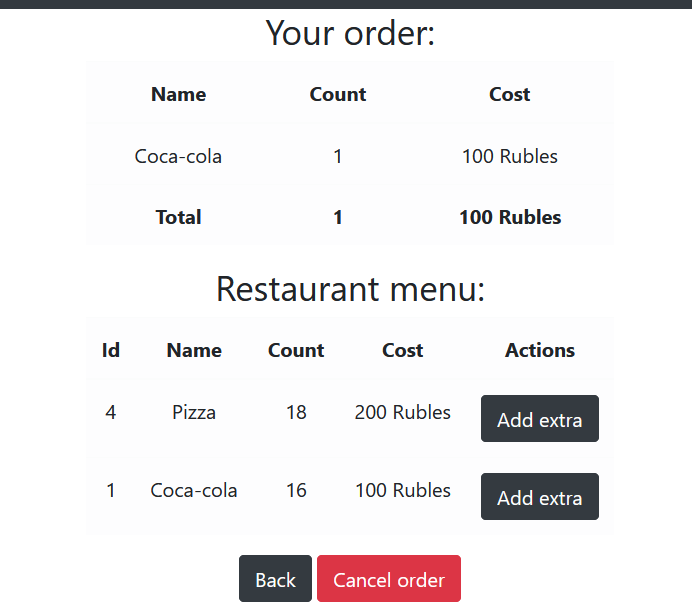 Your order:
Name Count Cost
Coca-cola 1 100 Rubles
Total 1 100 Rubles
Restaurant menu:
Id Name Count Cost Actions
4 Pizza 18 200 Rubles Add extra
1 Coca-cola 16 100 Rubles Add extra
Back Cancel order